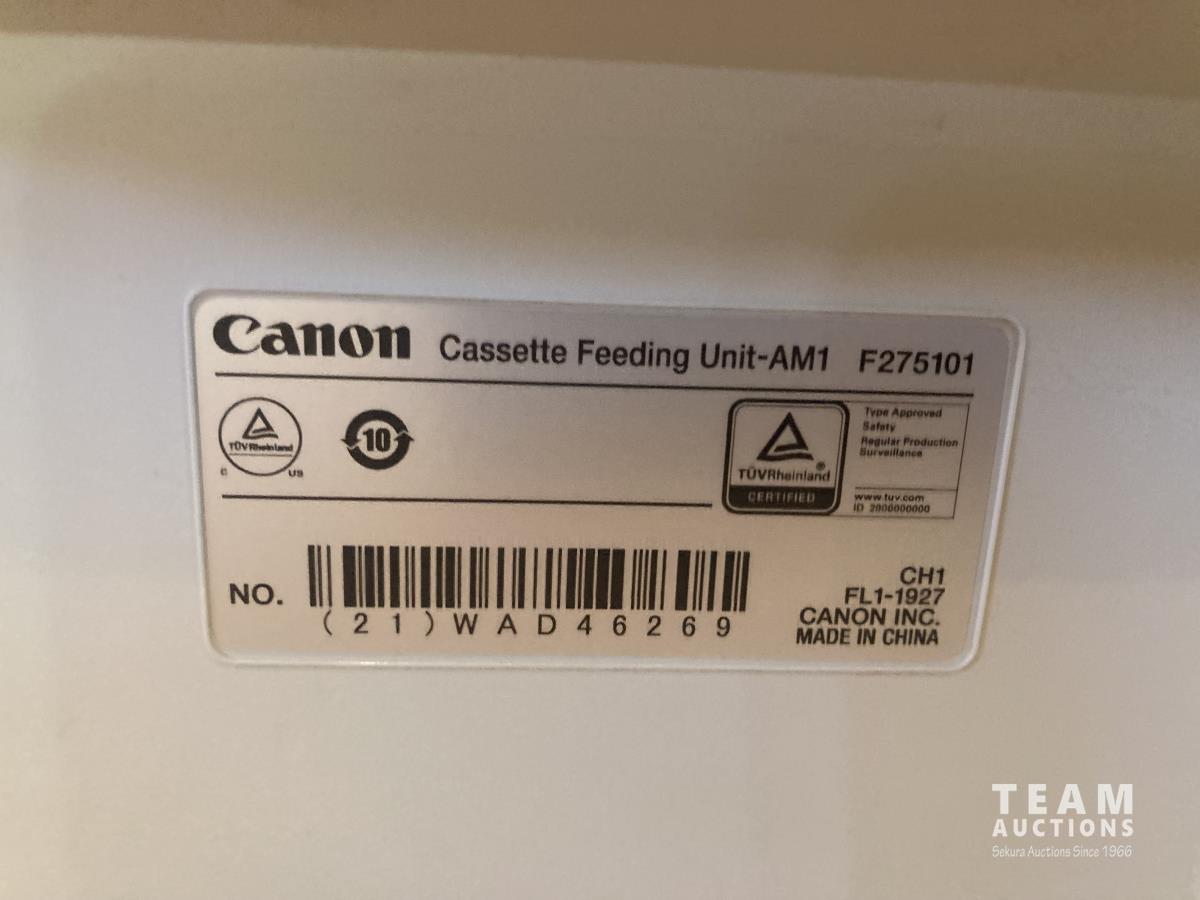 Canon Cassette Feeding Unit-AM1 F275101
TÜVRheinland
C US
10
TÜVRheinland®
CERTIFIED
Type Approved
Safety
Regular Production
Surveillance
www.tuv.com
ID 2000000000
NO.
(21)WAD46269
CH1
FL1-1927
CANON INC.
MADE IN CHINA
TEAM
AUCTIONS
Sekura Auctions Since 1966